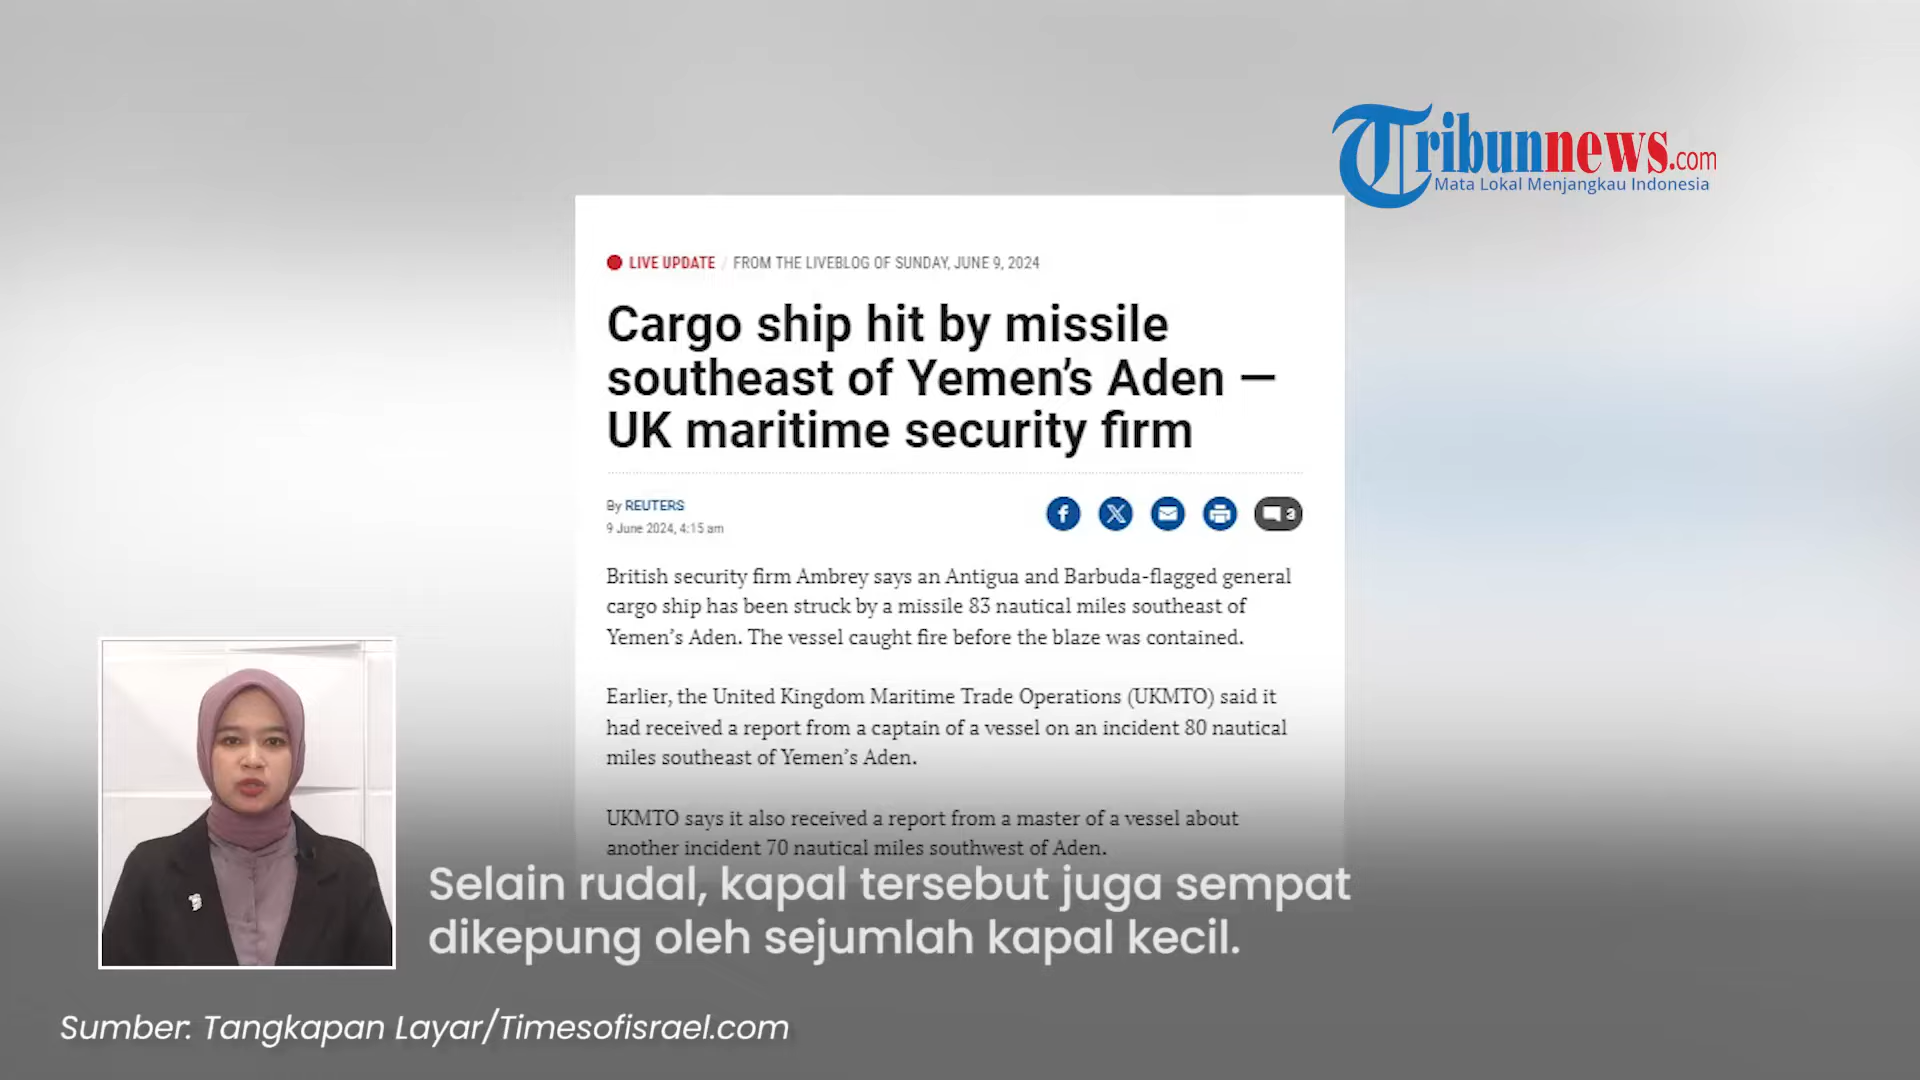 Tribunnews.com
Mata Lokal Menjangkau Indonesia
LIVE UPDATE / FROM THE LIVEBLOG OF SUNDAY, JUNE 9, 2024
Cargo ship hit by missile
southeast of Yemen's Aden —
UK maritime security firm
By REUTERS
9 June 2024, 4:15 am
3
British security firm Ambrey says an Antigua and Barbuda-flagged general
cargo ship has been struck by a missile 83 nautical miles southeast of
Yemen's Aden. The vessel caught fire before the blaze was contained.
Earlier, the United Kingdom Maritime Trade Operations (UKMTO) said it
had received a report from a captain of a vessel on an incident 80 nautical
miles southeast of Yemen's Aden.
UKMTO says it also received a report from a master of a vessel about
another incident 70 nautical miles southwest of Aden.
Selain rudal, kapal tersebut juga sempat
dikepung oleh sejumlah kapal kecil.
Sumber: Tangkapan Layar/Timesofisrael.com